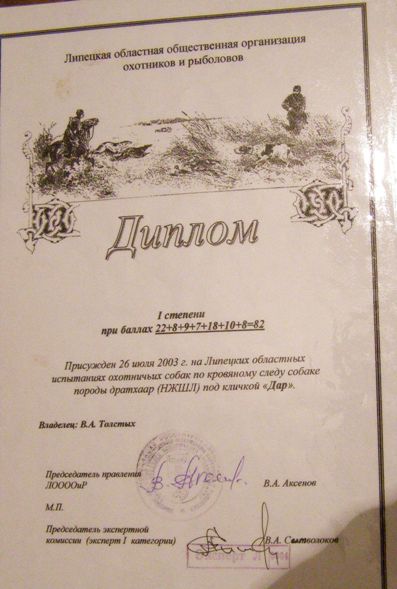 Липецкая областная общественная организация
охотников и рыболовов
Диплом
I степени
при баллах 22+8+9+7+18+10+8=82
Присужден 26 июля 2003 г. на Липецких областных
испытаниях охотничьих собак по кровяному следу собаке
породы дратхаар (НЖШЛ) под кличкой «Дар».
Владелец: В.А. Толстых
Председатель правления
ЛООООиР В.А. Аксенов
М.П.
Председатель экспертной
комиссии (эксперт I категории) В.А.